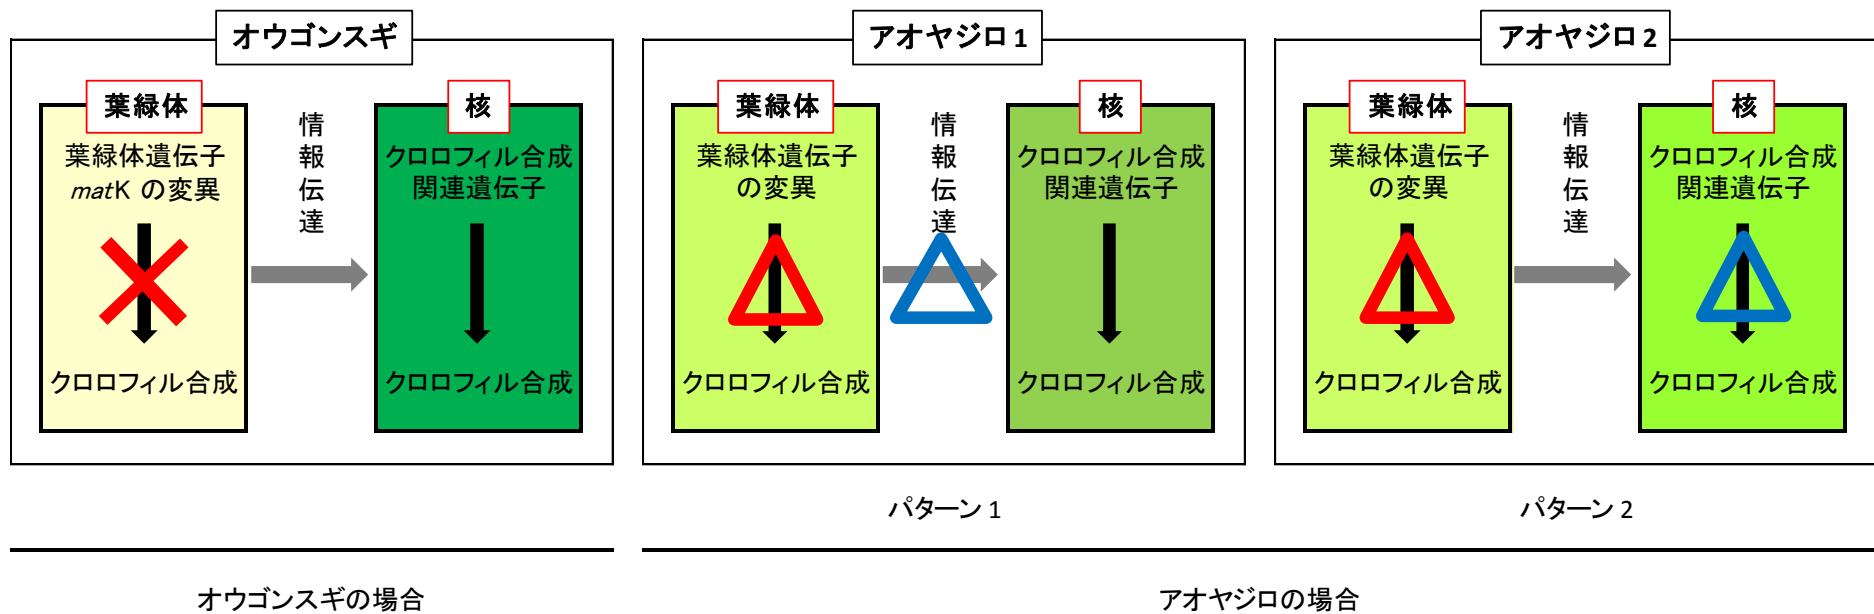 オウゴンスギ
葉緑体
葉緑体遺伝子
matK の変異
クロロフィル合成
情報伝達
核
クロロフィル合成
関連遺伝子
クロロフィル合成
アオヤジロ 1
葉緑体
葉緑体遺伝子
の変異
クロロフィル合成
情報伝達
核
クロロフィル合成
関連遺伝子
クロロフィル合成
アオヤジロ 2
葉緑体
葉緑体遺伝子
の変異
クロロフィル合成
情報伝達
核
クロロフィル合成
関連遺伝子
クロロフィル合成
パターン 1
パターン 2
オウゴンスギの場合
アオヤジロの場合